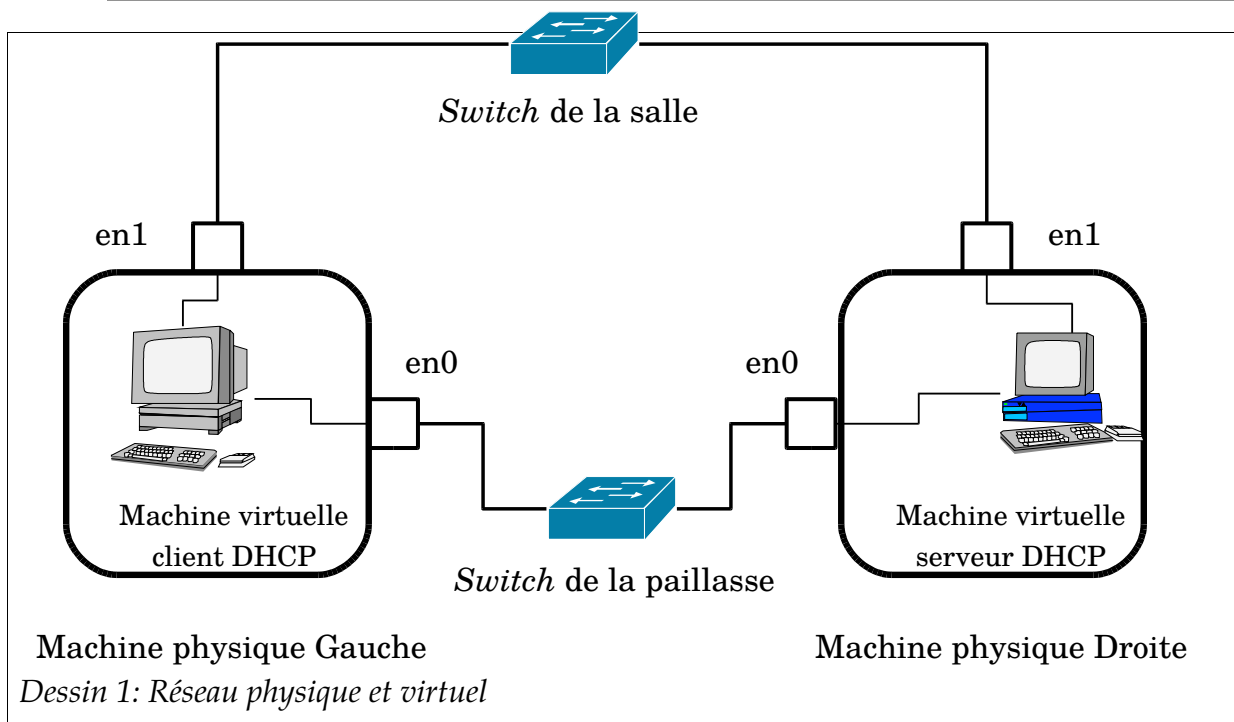 Switch de la salle
en1
en1
en0
en0
Machine virtuelle
client DHCP
Machine virtuelle
serveur DHCP
Switch de la paillasse
Machine physique Gauche
Machine physique Droite
Dessin 1: Réseau physique et virtuel